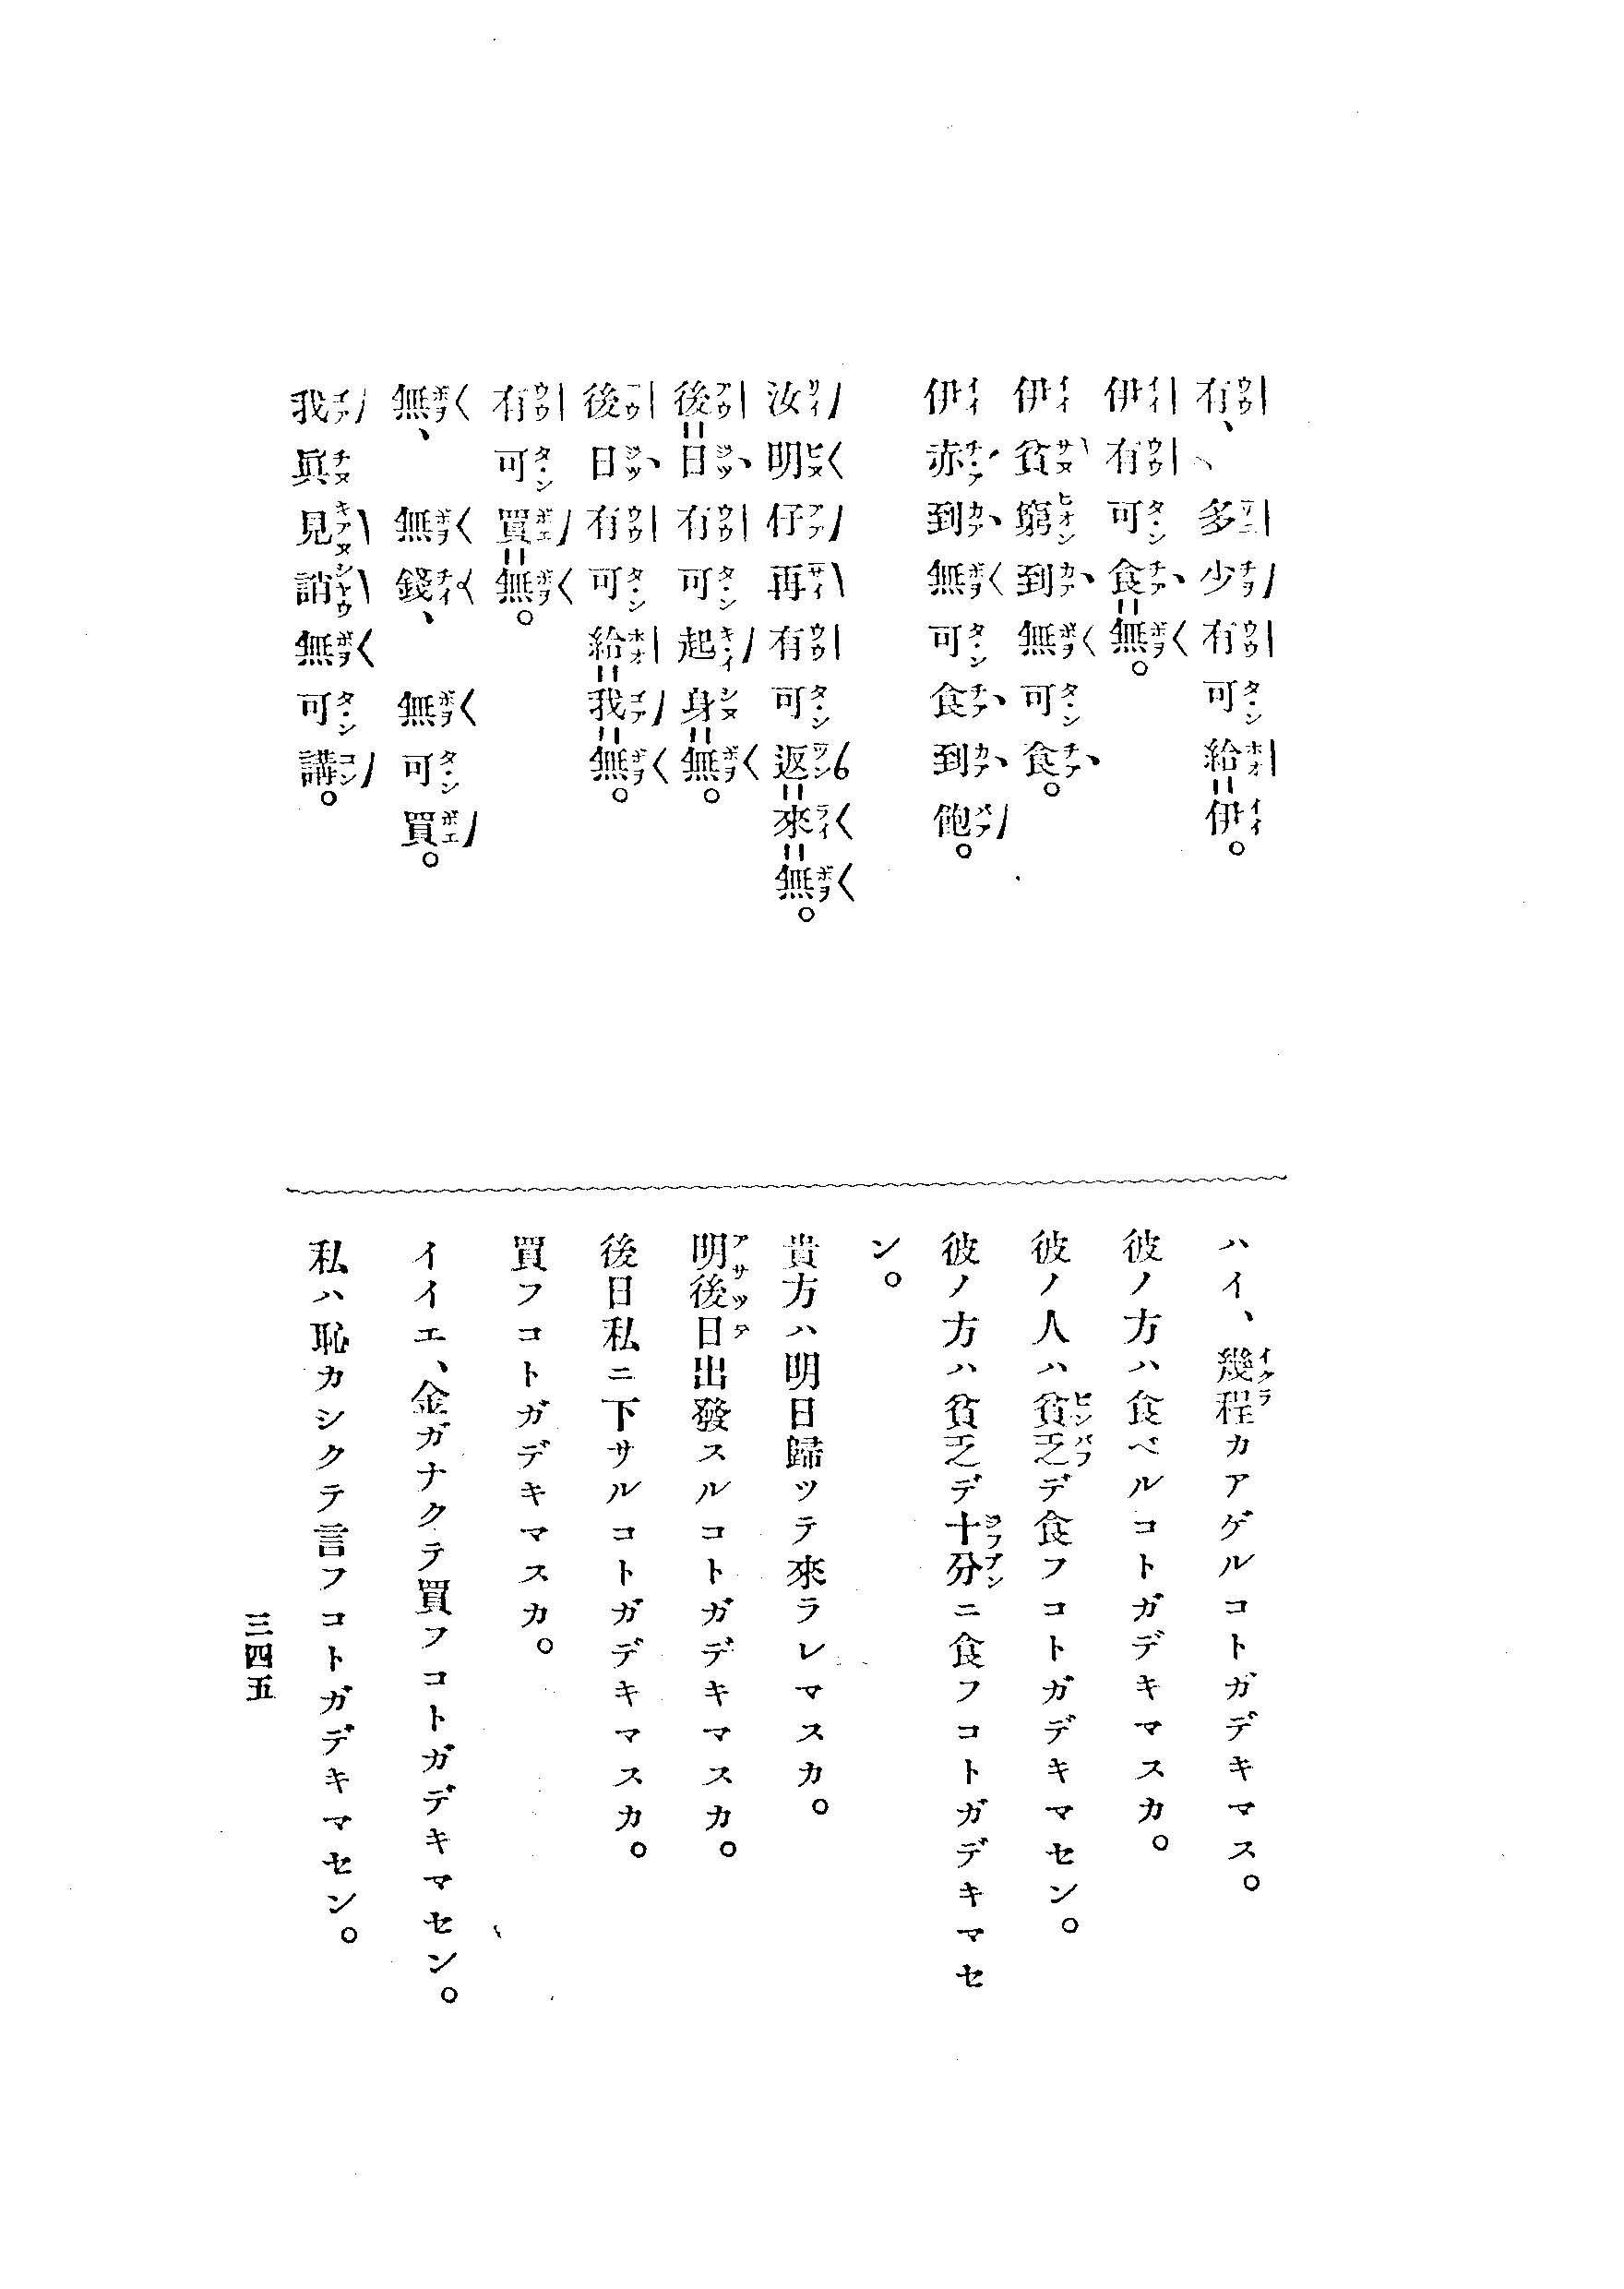 有、多少有可給=伊。
伊有可食=無。
伊貧窮到無可食。
伊赤到無可食到飽。
汝明仔再有可返=來=無。
後=日有可起身=無。
後日有可給=我=無。
有可買=無。
無、無錢、無可買。
我眞見誚無可講。
ハイ、幾程カアゲルコトガデキマス。
彼ノ方ハ食ベルコトガデキマスカ。
彼ノ人ハ貧乏デ食フコトガデキマセン。
彼ノ方ハ貧乏デ十分ニ食フコトガデキマセ
ン。
貴方ハ明日歸ツテ來ラレマスカ。
明後日出發スルコトガデキマスカ。
後日私ニ下サルコトガデキマスカ。
買フコトガデキマスカ。
イイエ、金ガナクテ買フコトガデキマセン。
私ハ恥カシクテ言フコトガデキマセン。
三四五